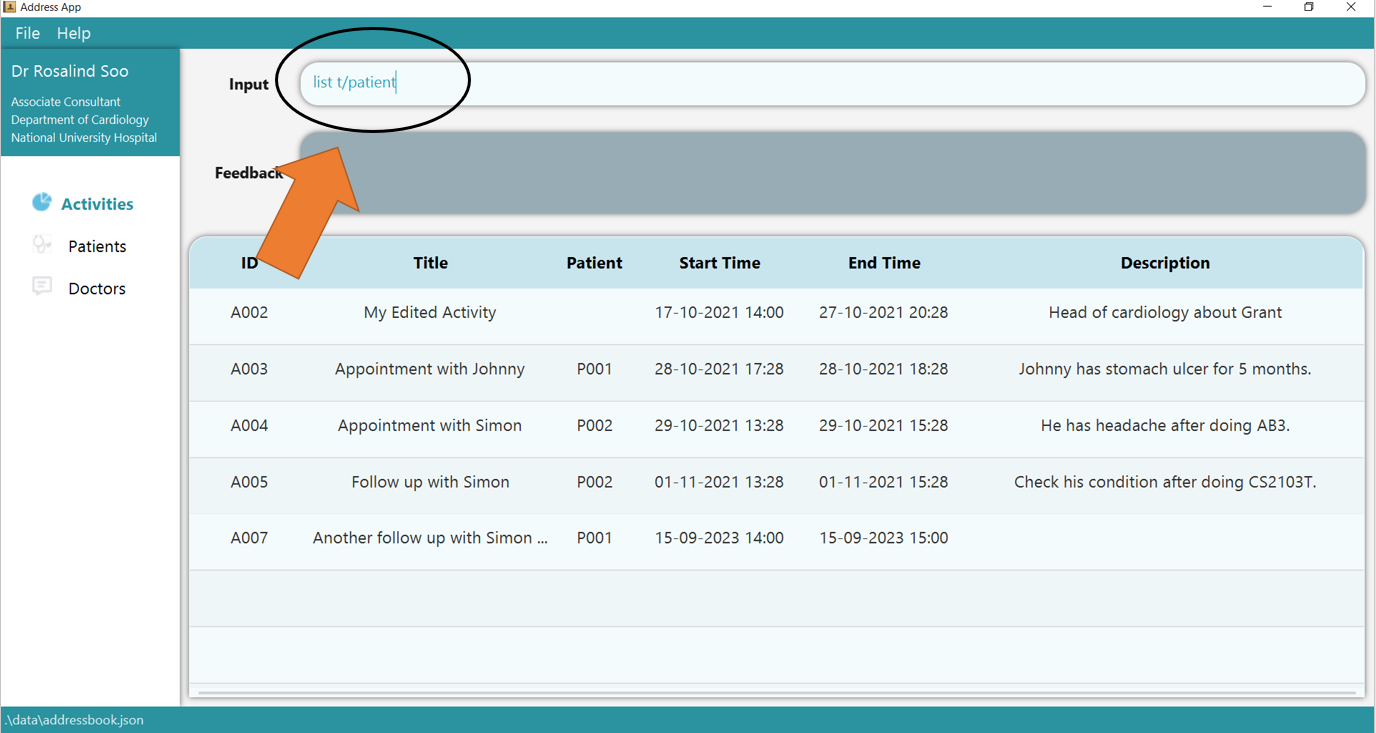 Address App
File Help
Dr Rosalind Soo
Associate Consultant
Department of Cardiology
National University Hospital
Activities
Patients
Doctors
Input list t/patient
Feedback
ID Title Patient Start Time End Time Description
A002 My Edited Activity 17-10-2021 14:00 27-10-2021 20:28 Head of cardiology about Grant
A003 Appointment with Johnny P001 28-10-2021 17:28 28-10-2021 18:28 Johnny has stomach ulcer for 5 months.
A004 Appointment with Simon P002 29-10-2021 13:28 29-10-2021 15:28 He has headache after doing AB3.
A005 Follow up with Simon P002 01-11-2021 13:28 01-11-2021 15:28 Check his condition after doing CS2103T.
A007 Another follow up with Simon ... P001 15-09-2023 14:00 15-09-2023 15:00
.\data\addressbook.json